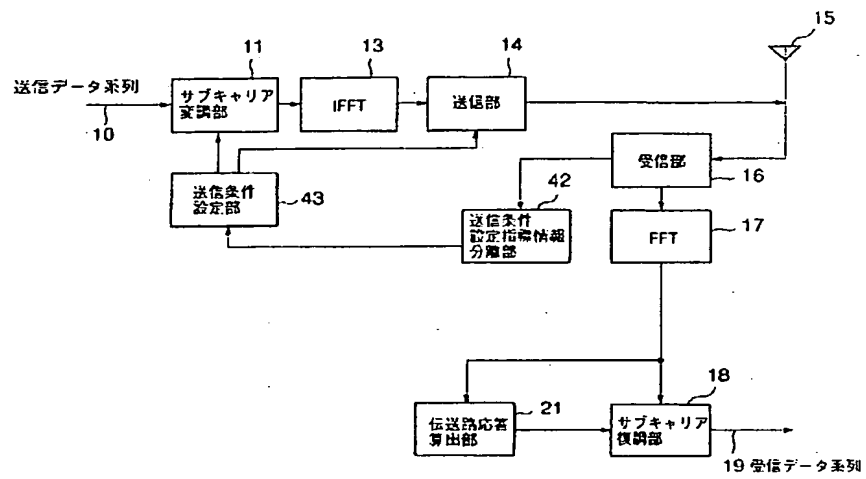 送信データ系列
10
11
サブキャリア
変調部
13
IFFT
14
送信部
15
送信条件
設定部
43
42
送信条件
設定指標情報
分離部
受信部
16
17
FFT
伝送路応答
算出部
21
18
サブキャリア
復調部
19 受信データ系列